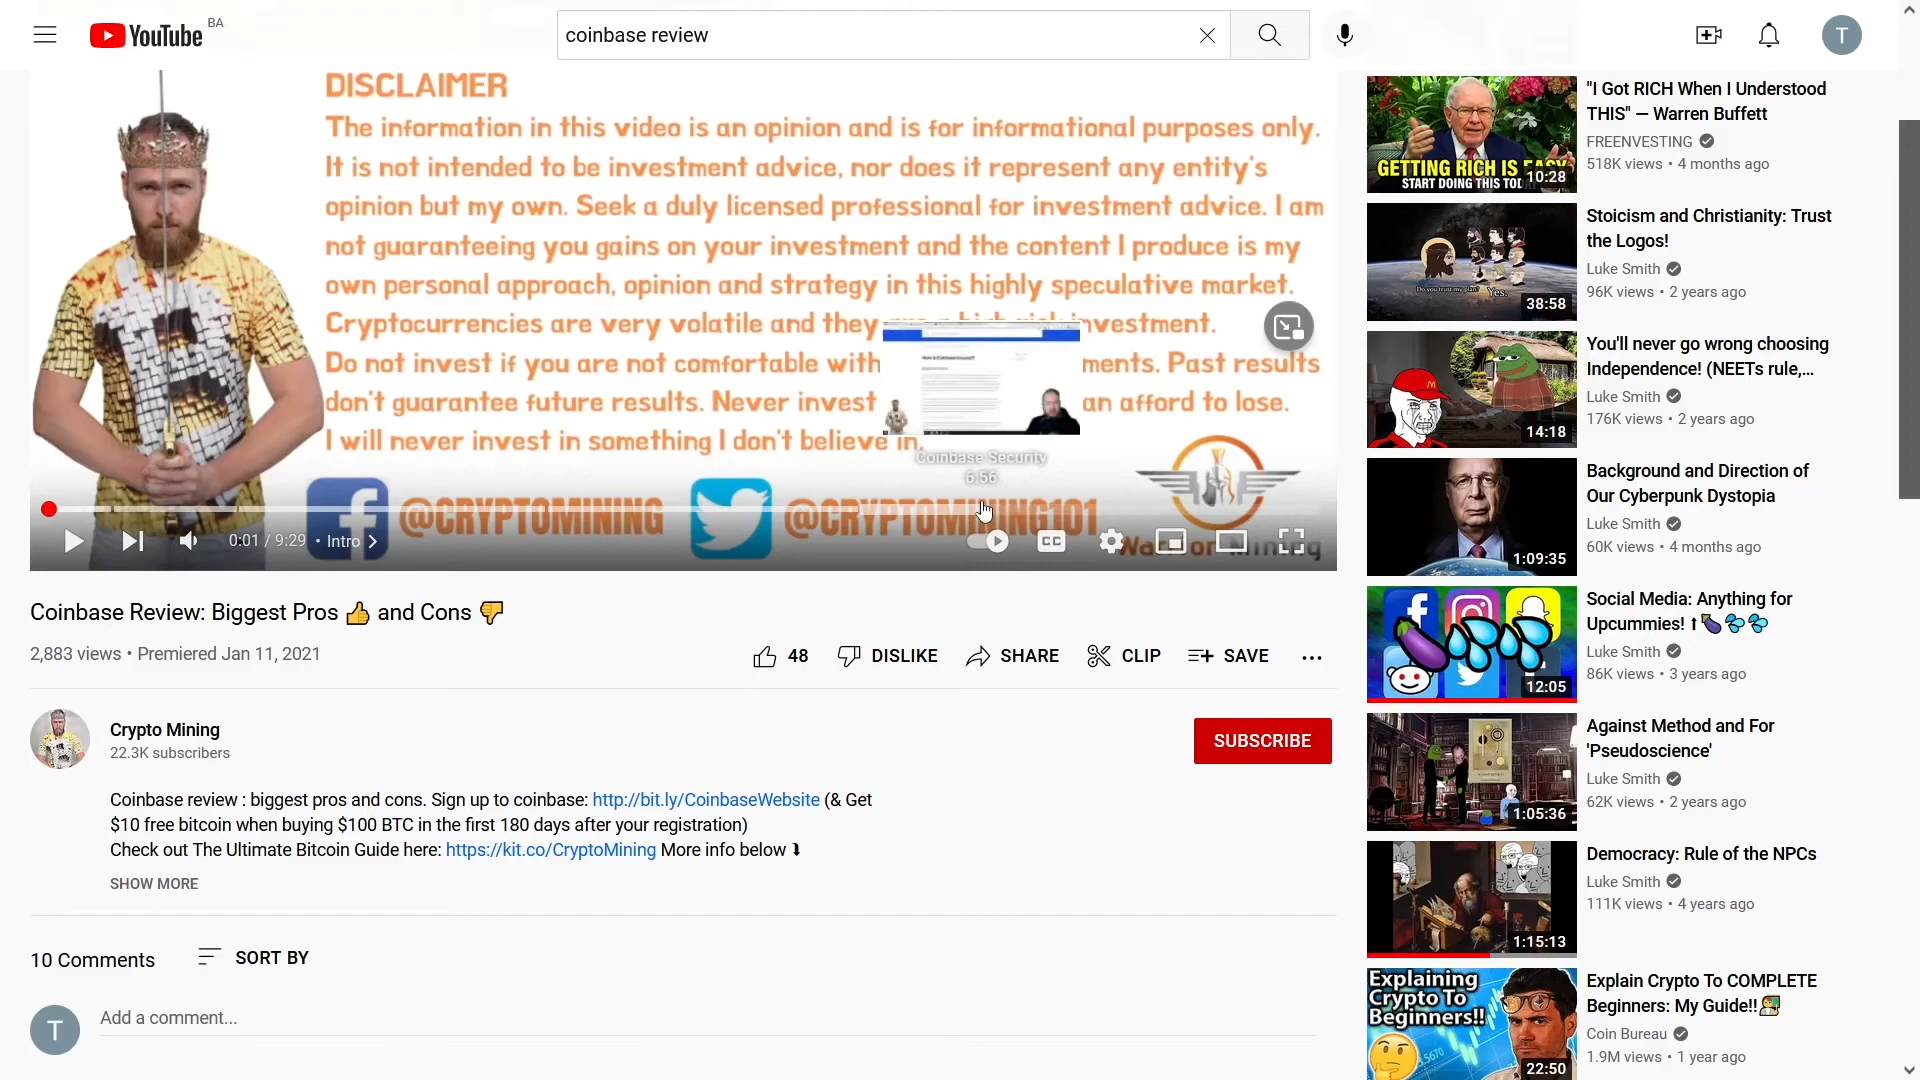 YouTube BA
coinbase review
T
DISCLAIMER
The information in this video is an opinion and is for informational purposes only.
It is not intended to be investment advice, nor does it represent any entity's
opinion but my own. Seek a duly licensed professional for investment advice. I am
not guaranteeing you gains on your investment and the content I produce is my
own personal approach, opinion and strategy in this highly speculative market.
Cryptocurrencies are very volatile and they are a high risk investment.
Do not invest if you are not comfortable with ments. Past results
don't guarantee future results. Never invest an afford to lose.
I will never invest in something I don't believe in.
Coinbase Security
6:56
@CRYPTOMINING
@CRYPTOMINING101
Warrior Mining
0:01 / 9:29 • Intro
CC
Coinbase Review: Biggest Pros 👍 and Cons 👎
2,883 views • Premiered Jan 11, 2021
48
DISLIKE
SHARE
CLIP
SAVE
Crypto Mining
22.3K subscribers
SUBSCRIBE
Coinbase review : biggest pros and cons. Sign up to coinbase: http://bit.ly/CoinbaseWebsite (& Get
$10 free bitcoin when buying $100 BTC in the first 180 days after your registration)
Check out The Ultimate Bitcoin Guide here: https://kit.co/CryptoMining More info below ⮯
SHOW MORE
10 Comments
SORT BY
T
Add a comment...
GETTING RICH IS EASY
START DOING THIS TODAY
10:28
"I Got RICH When I Understood
THIS" — Warren Buffett
FREENVESTING
518K views • 4 months ago
Do you trust my plan?
Yes.
38:58
Stoicism and Christianity: Trust
the Logos!
Luke Smith
96K views • 2 years ago
14:18
You'll never go wrong choosing
Independence! (NEETs rule,...
Luke Smith
176K views • 2 years ago
1:09:35
Background and Direction of
Our Cyberpunk Dystopia
Luke Smith
60K views • 4 months ago
12:05
Social Media: Anything for
Upcummies! ⬆🍆💦💦
Luke Smith
86K views • 3 years ago
1:05:36
Against Method and For
'Pseudoscience'
Luke Smith
62K views • 2 years ago
1:15:13
Democracy: Rule of the NPCs
Luke Smith
111K views • 4 years ago
Explaining
Crypto To
Beginners!!
22:50
Explain Crypto To COMPLETE
Beginners: My Guide!!👨‍🏫
Coin Bureau
1.9M views • 1 year ago